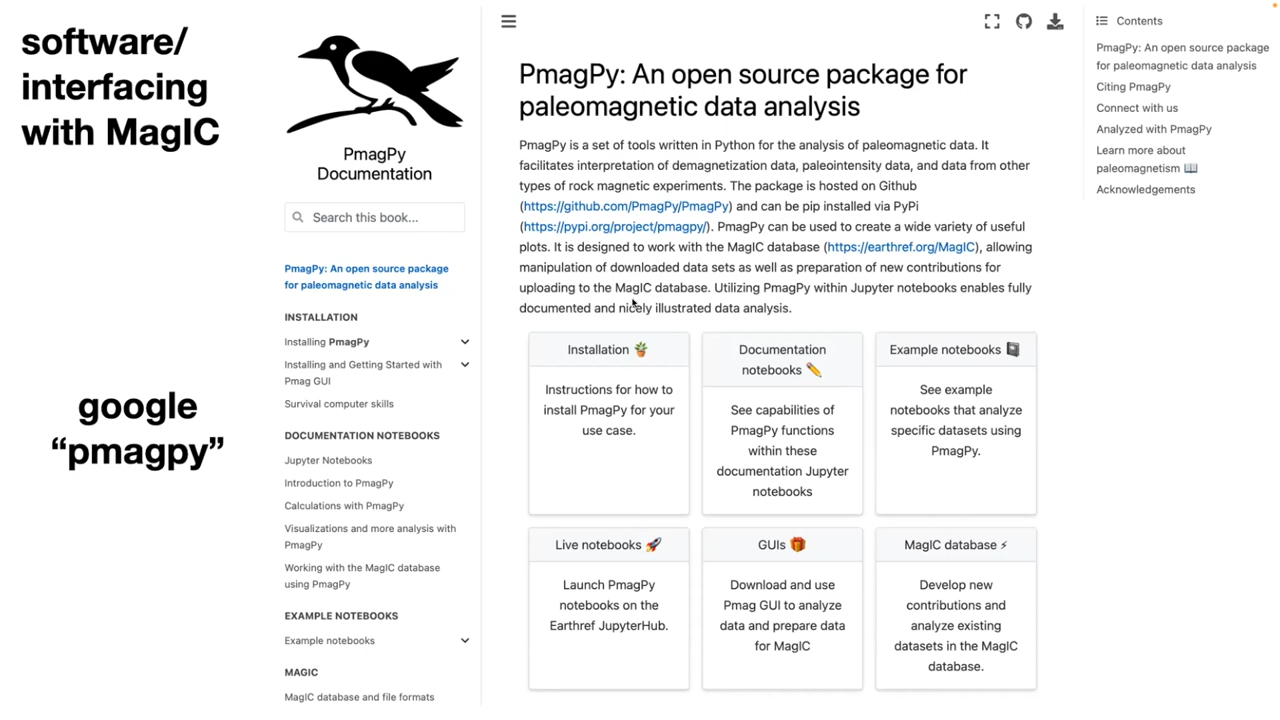 software/
interfacing
with MagIC
google
“pmagpy”
PmagPy
Documentation
Search this book...
PmagPy: An open source package
for paleomagnetic data analysis
INSTALLATION
Installing PmagPy
Installing and Getting Started with
Pmag GUI
Survival computer skills
DOCUMENTATION NOTEBOOKS
Jupyter Notebooks
Introduction to PmagPy
Calculations with PmagPy
Visualizations and more analysis with
PmagPy
Working with the MagIC database
using PmagPy
EXAMPLE NOTEBOOKS
Example notebooks
MAGIC
MagIC database and file formats
PmagPy: An open source package for
paleomagnetic data analysis
PmagPy is a set of tools written in Python for the analysis of paleomagnetic data. It
facilitates interpretation of demagnetization data, paleointensity data, and data from other
types of rock magnetic experiments. The package is hosted on Github
(https://github.com/PmagPy/PmagPy) and can be pip installed via PyPi
(https://pypi.org/project/pmagpy/). PmagPy can be used to create a wide variety of useful
plots. It is designed to work with the MagIC database (https://earthref.org/MagIC), allowing
manipulation of downloaded data sets as well as preparation of new contributions for
uploading to the MagIC database. Utilizing PmagPy within Jupyter notebooks enables fully
documented and nicely illustrated data analysis.
Installation 🪴
Instructions for how to
install PmagPy for your
use case.
Documentation
notebooks ✏️
See capabilities of
PmagPy functions
within these
documentation Jupyter
notebooks
Example notebooks 📓
See example
notebooks that analyze
specific datasets using
PmagPy.
Live notebooks 🚀
Launch PmagPy
notebooks on the
Earthref JupyterHub.
GUIs 🎁
Download and use
Pmag GUI to analyze
data and prepare data
for MagIC
MagIC database ⚡
Develop new
contributions and
analyze existing
datasets in the MagIC
database.
Contents
PmagPy: An open source package
for paleomagnetic data analysis
Citing PmagPy
Connect with us
Analyzed with PmagPy
Learn more about
paleomagnetism 📖
Acknowledgements